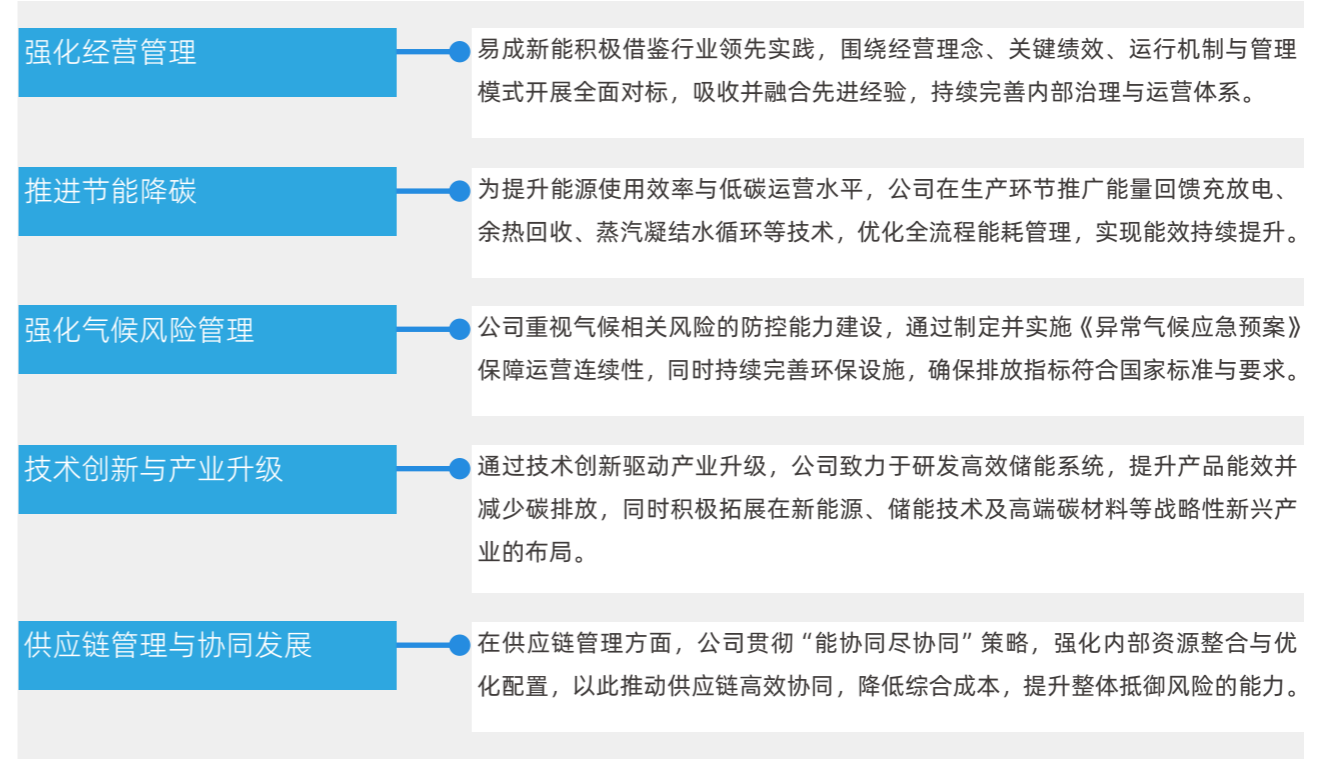 强化经营管理
易成新能积极借鉴行业领先实践，围绕经营理念、关键绩效、运行机制与管理
模式开展全面对标，吸收并融合先进经验，持续完善内部治理与运营体系。
推进节能降碳
为提升能源使用效率与低碳运营水平，公司在生产环节推广能量回馈充放电、
余热回收、蒸汽凝结水循环等技术，优化全流程能耗管理，实现能效持续提升。
强化气候风险管理
公司重视气候相关风险的防控能力建设，通过制定并实施《异常气候应急预案》
保障运营连续性，同时持续完善环保设施，确保排放指标符合国家标准与要求。
技术创新与产业升级
通过技术创新驱动产业升级，公司致力于研发高效储能系统，提升产品能效并
减少碳排放，同时积极拓展在新能源、储能技术及高端碳材料等战略性新兴产
业的布局。
供应链管理与协同发展
在供应链管理方面，公司贯彻“能协同尽协同”策略，强化内部资源整合与优
化配置，以此推动供应链高效协同，降低综合成本，提升整体抵御风险的能力。